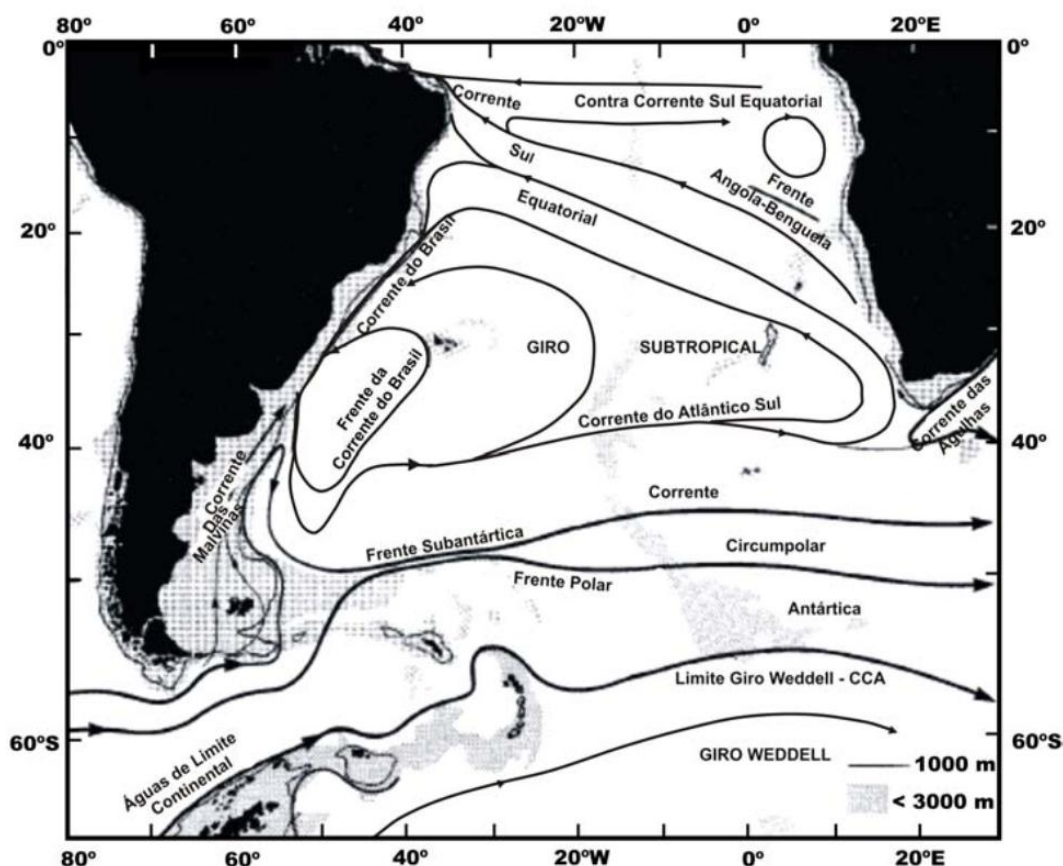 80º 60º 40º 20ºW 0º 20ºE
0º 0º
Corrente
Contra Corrente Sul Equatorial
Sul
Frente
Angola-Benguela
Equatorial
20º 20º
Corrente do Brasil
GIRO SUBTROPICAL
Frente da
Corrente do Brasil
Corrente do Atlântico Sul
Corrente das
Agulhas
40º 40º
Corrente
Das
Malvinas
Corrente
Frente Subantártica
Circumpolar
Frente Polar
Antártica
Limite Giro Weddell - CCA
60ºS 60ºS
GIRO WEDDELL
Águas de Limite
Continental
1000 m
< 3000 m
80º 60º 40º 20ºW 0º 20ºE